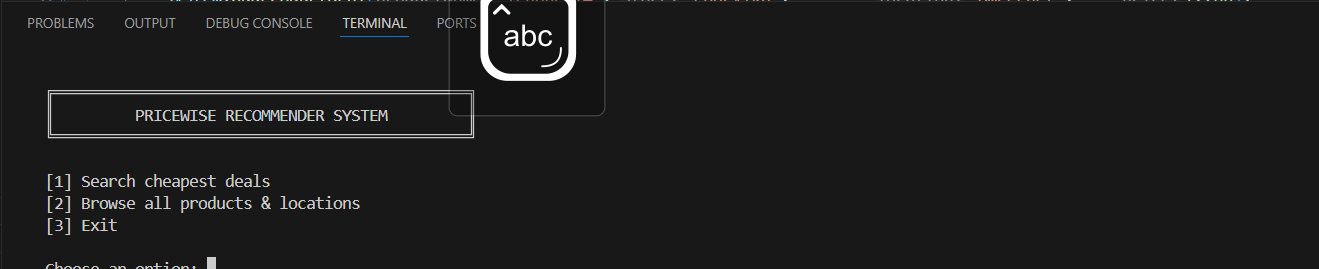 PROBLEMS OUTPUT DEBUG CONSOLE TERMINAL PORTS
abc
PRICEWISE RECOMMENDER SYSTEM
[1] Search cheapest deals
[2] Browse all products & locations
[3] Exit
Choose an option: